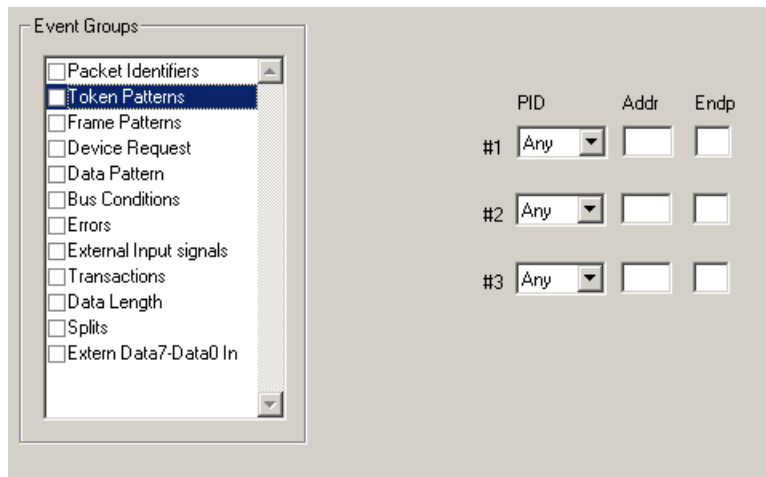 Event Groups
Packet Identifiers
Token Patterns
Frame Patterns
Device Request
Data Pattern
Bus Conditions
Errors
External Input signals
Transactions
Data Length
Splits
Extern Data7-Data0 In
PID Addr Endp
#1 Any
#2 Any
#3 Any